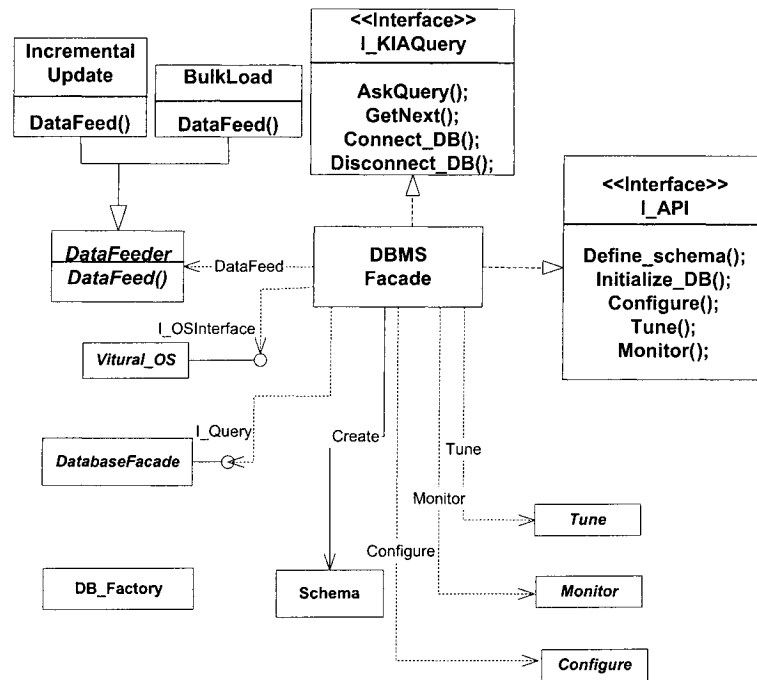 Incremental
Update
DataFeed()
BulkLoad
DataFeed()
<<Interface>>
I_KIAQuery
AskQuery();
GetNext();
Connect_DB();
Disconnect_DB();
<<Interface>>
I_API
Define_schema();
Initialize_DB();
Configure();
Tune();
Monitor();
DataFeeder
DataFeed()
DataFeed
DBMS
Facade
I_OSInterface
Vitural_OS
I_Query
DatabaseFacade
Create
Tune
Monitor
Configure
Tune
DB_Factory
Schema
Monitor
Configure